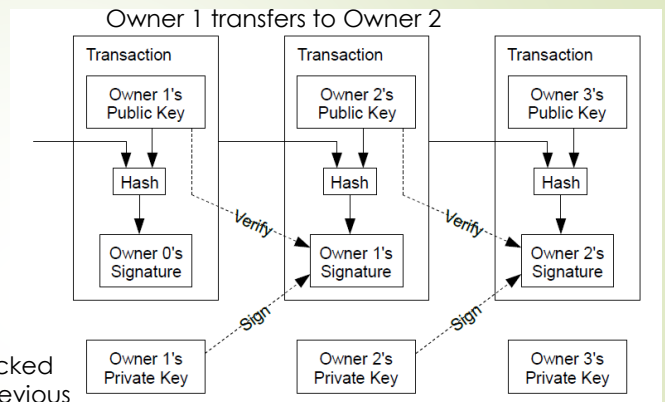 Owner 1 transfers to Owner 2
Transaction
Transaction
Transaction
Owner 1's
Public Key
Owner 2's
Public Key
Owner 3's
Public Key
Hash
Hash
Hash
Verify
Verify
Owner 0's
Signature
Owner 1's
Signature
Owner 2's
Signature
Sign
Sign
Owner 1's
Private Key
Owner 2's
Private Key
Owner 3's
Private Key
cked
evious